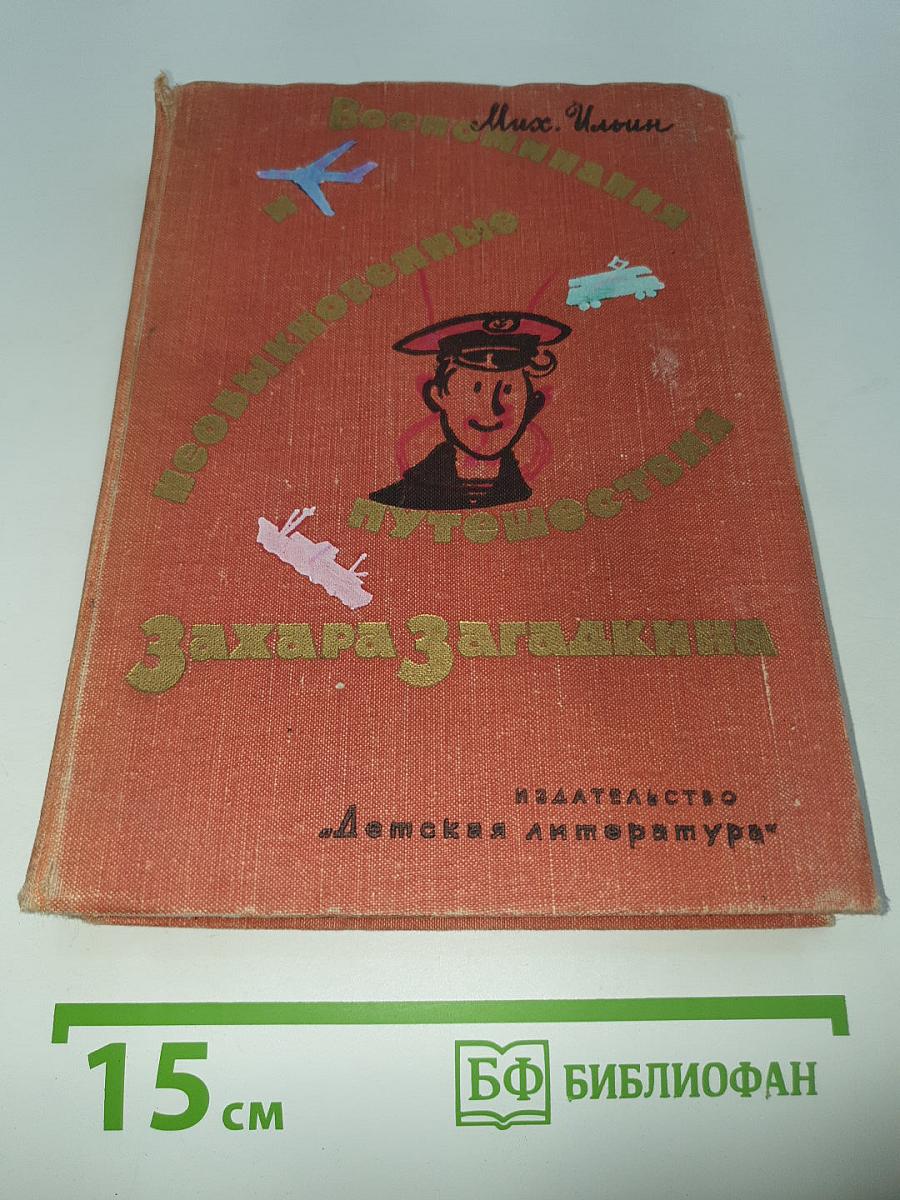 Мих. Ильин
Воспоминания
и
необыкновенные
путешествия
Захара Загадкина
издательство
„Детская литература"
15 см
БФ БИБЛИОФАН